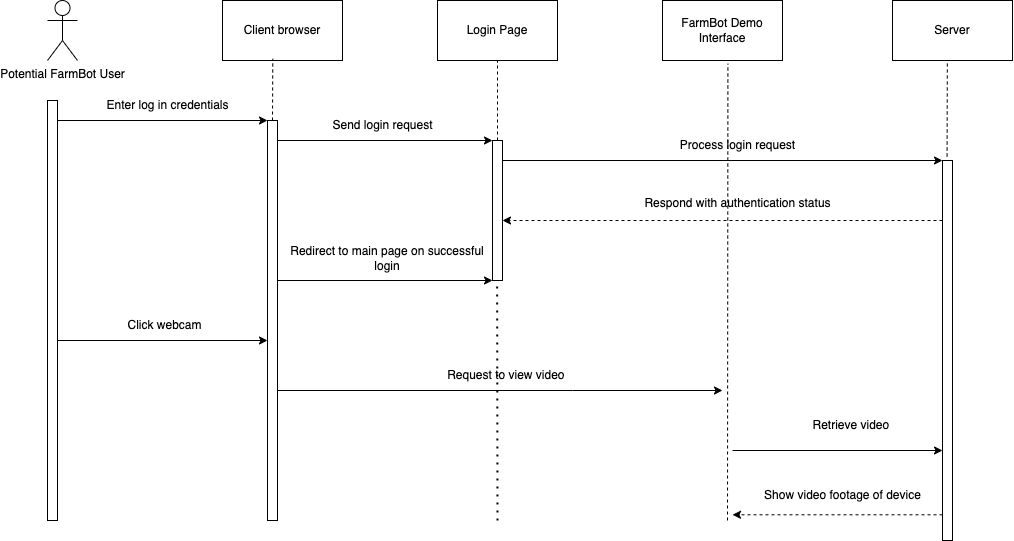 Potential FarmBot User
Client browser
Login Page
FarmBot Demo
Interface
Server
Enter log in credentials
Send login request
Process login request
Respond with authentication status
Redirect to main page on successful
login
Click webcam
Request to view video
Retrieve video
Show video footage of device